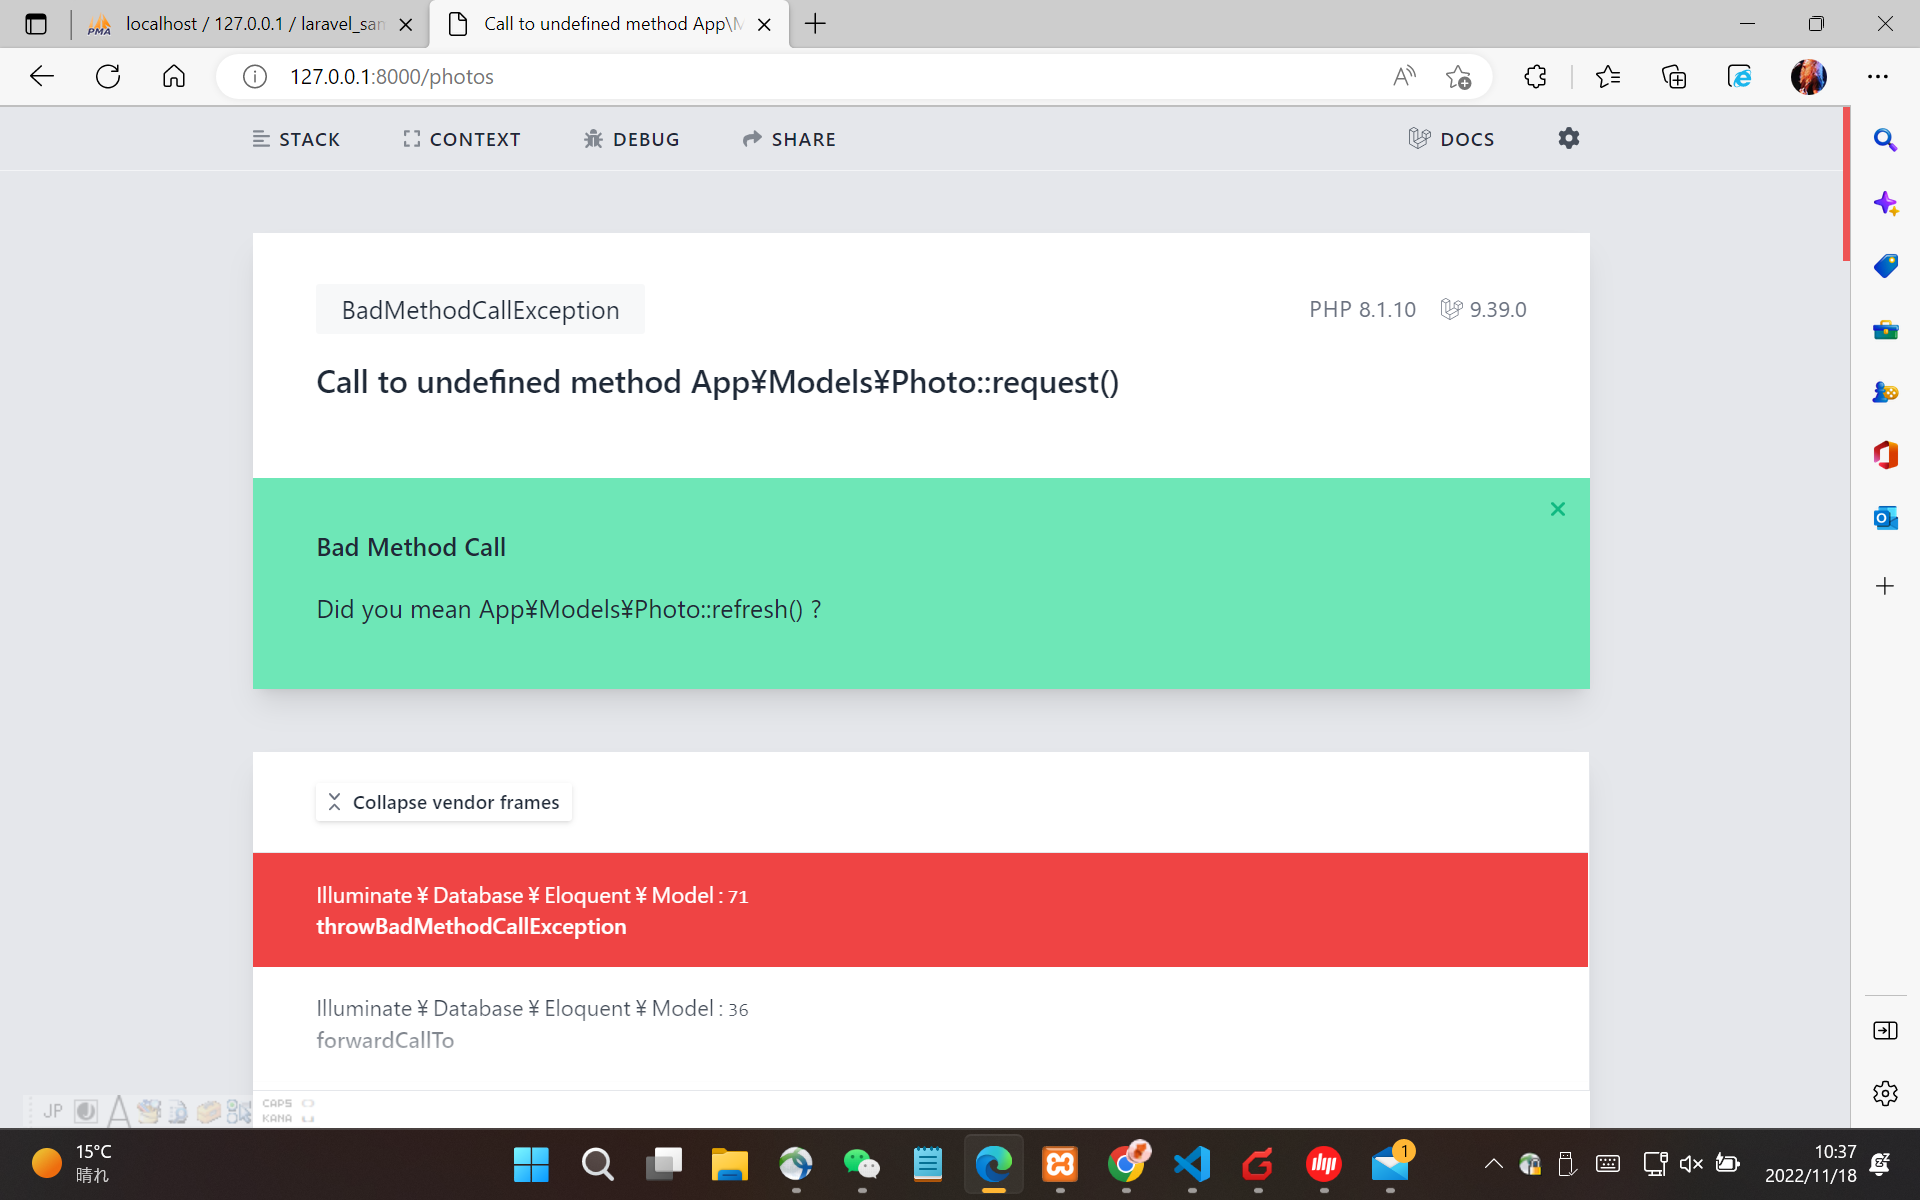 localhost / 127.0.0.1 / laravel_san
Call to undefined method App\M
127.0.0.1:8000/photos
STACK
CONTEXT
DEBUG
SHARE
DOCS
BadMethodCallException
PHP 8.1.10
9.39.0
Call to undefined method App¥Models¥Photo::request()
Bad Method Call
Did you mean App¥Models¥Photo::refresh() ?
Collapse vendor frames
Illuminate¥Database¥Eloquent¥Model:71
throwBadMethodCallException
Illuminate¥Database¥Eloquent¥Model:36
forwardCallTo
JP
CAPS
KANA
15°C
晴れ
1
10:37
2022/11/18